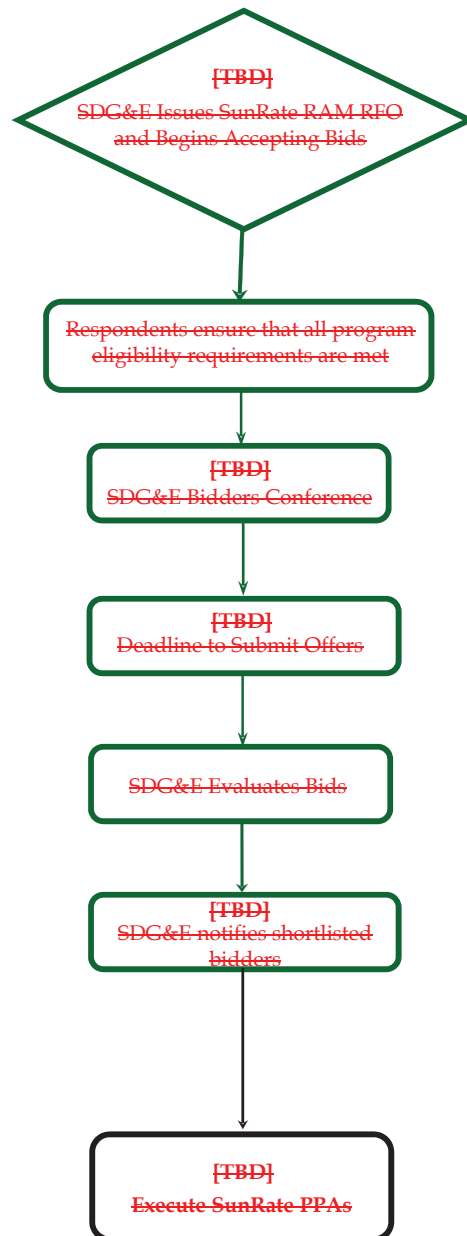 [TBD]
SDG&E Issues SunRate RAM RFO
and Begins Accepting Bids
Respondents ensure that all program
eligibility requirements are met
[TBD]
SDG&E Bidders Conference
[TBD]
Deadline to Submit Offers
SDG&E Evaluates Bids
[TBD]
SDG&E notifies shortlisted
bidders
[TBD]
Execute SunRate PPAs